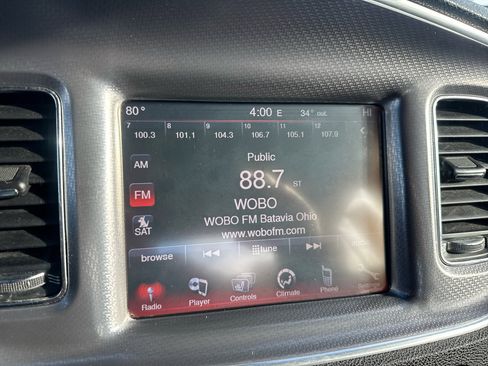 80° 4:00 E 34° out. HI
7 8 9 10 11 12
100.3 101.1 104.3 106.7 105.1 107.9
Public
AM
88.7 ST
FM
WOBO
WOBO FM Batavia Ohio
SAT
www.wobofm.com
browse tune
Radio Player Controls Climate Phone Settings